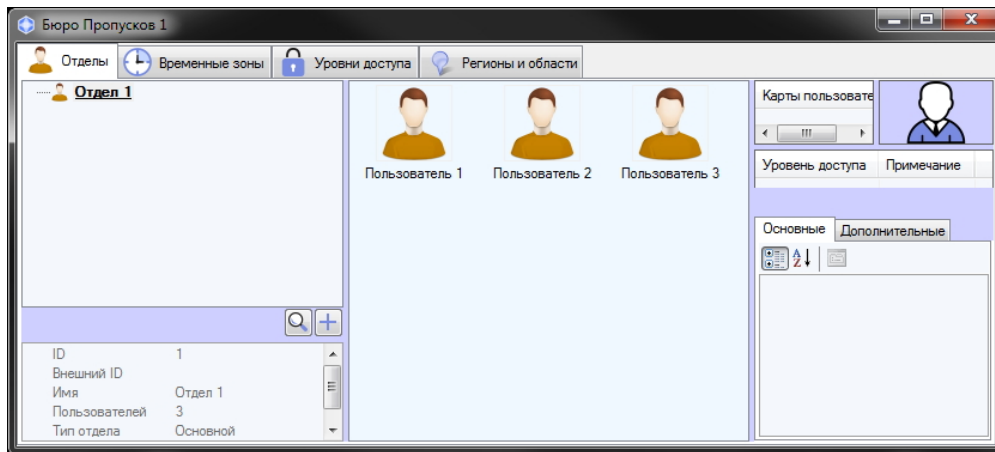 Бюро Пропусков 1
Отделы Временные зоны Уровни доступа Регионы и области
Отдел 1
Пользователь 1 Пользователь 2 Пользователь 3
Карты пользовате
Уровень доступа Примечание
Основные Дополнительные
ID 1
Внешний ID
Имя Отдел 1
Пользователей 3
Тип отдела Основной